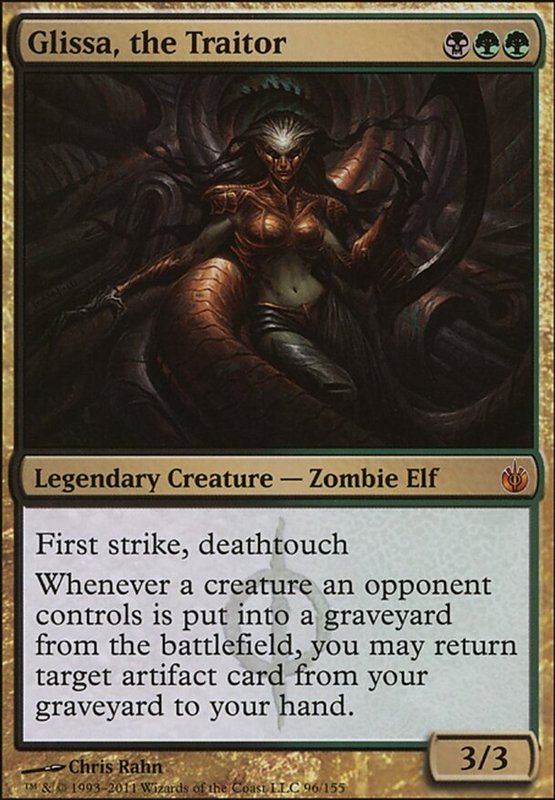 Glissa, the Traitor
Legendary Creature — Zombie Elf
First strike, deathtouch
Whenever a creature an opponent
controls is put into a graveyard
from the battlefield, you may return
target artifact card from your
graveyard to your hand.
3/3
Chris Rahn
™ & © 1993–2011 Wizards of the Coast LLC 96/155